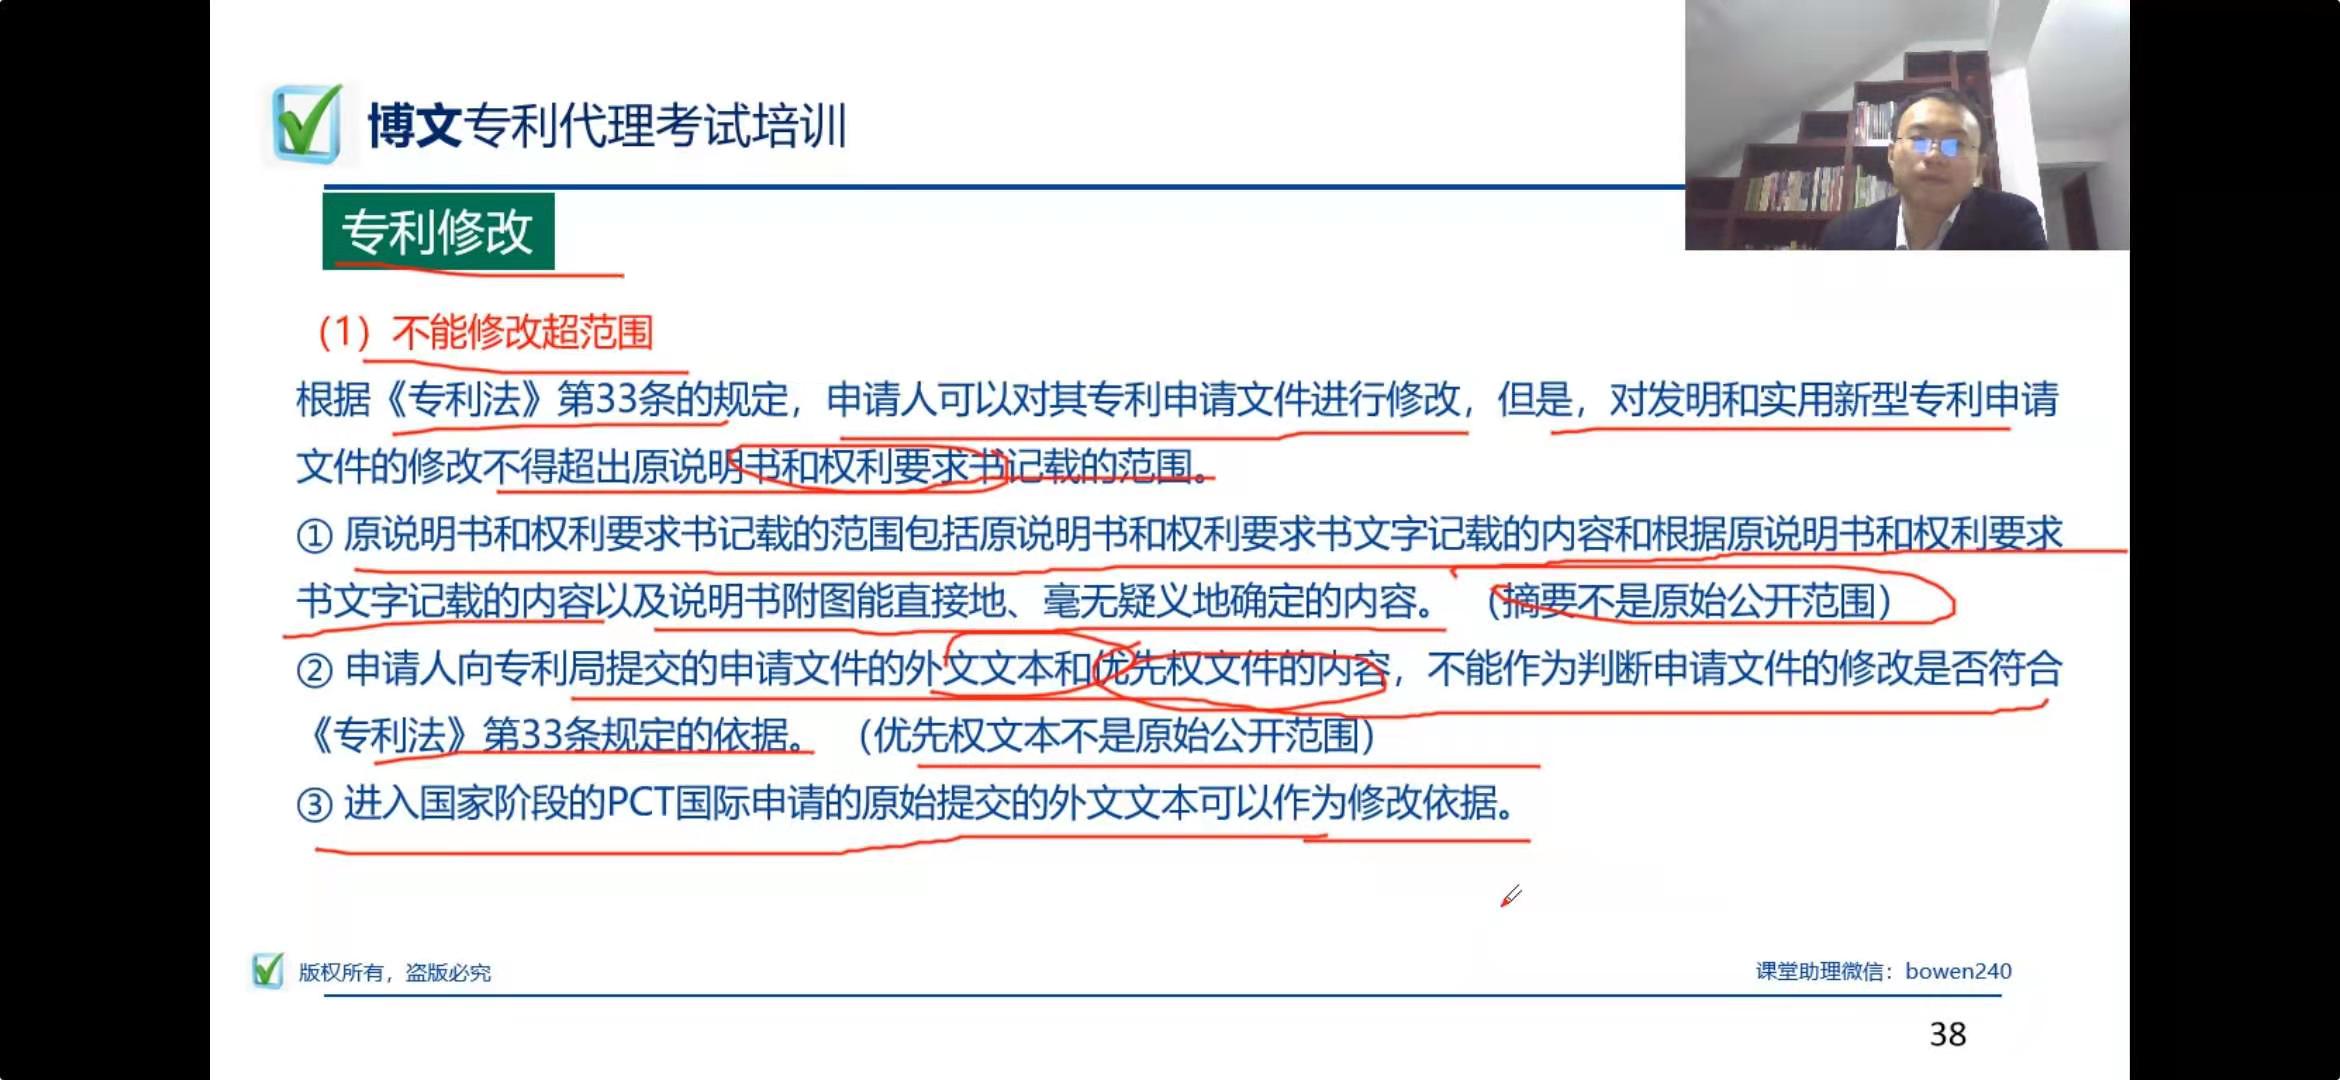 博文专利代理考试培训
专利修改
（1）不能修改超范围
根据《专利法》第33条的规定，申请人可以对其专利申请文件进行修改，但是，对发明和实用新型专利申请
文件的修改不得超出原说明书和权利要求书记载的范围。
① 原说明书和权利要求书记载的范围包括原说明书和权利要求书文字记载的内容和根据原说明书和权利要求
书文字记载的内容以及说明书附图能直接地、毫无疑义地确定的内容。（摘要不是原始公开范围）
② 申请人向专利局提交的申请文件的外文文本和优先权文件的内容，不能作为判断申请文件的修改是否符合
《专利法》第33条规定的依据。（优先权文本不是原始公开范围）
③ 进入国家阶段的PCT国际申请的原始提交的外文文本可以作为修改依据。
版权所有，盗版必究
课堂助理微信：bowen240
38